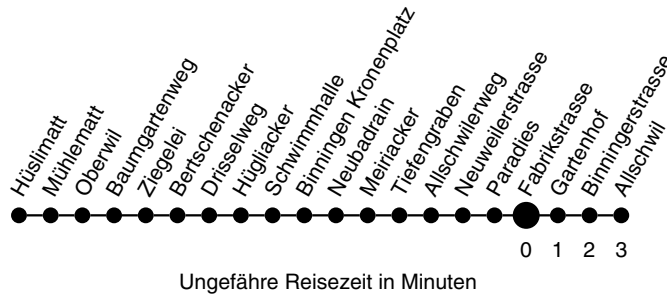 Hüslimatt
Mühlematt
Oberwil
Baumgartenweg
Ziegelei
Bertschenacker
Drisselweg
Hügliacker
Schwimmhalle
Binningen Kronenplatz
Neubadrain
Meiriacker
Tiefengraben
Allschwilerweg
Neuweilerstrasse
Paradies
Fabrikstrasse
Gartenhof
Binningerstrasse
Allschwil
0 1 2 3
Ungefähre Reisezeit in Minuten